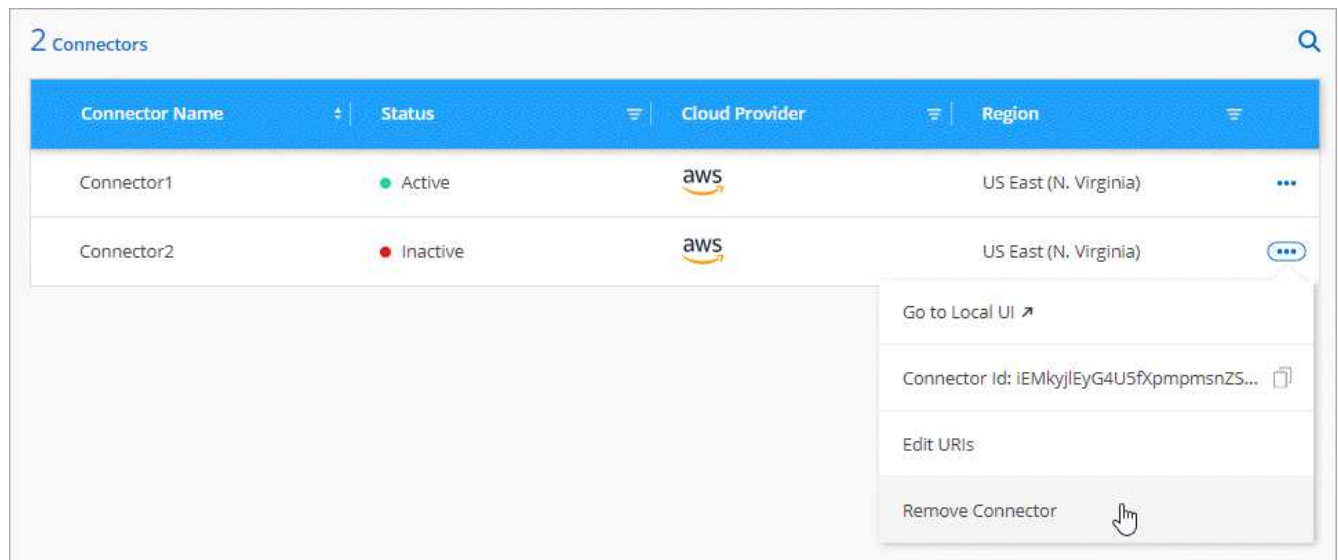 2 Connectors
Connector Name Status Cloud Provider Region
Connector1 Active aws US East (N. Virginia)
Connector2 Inactive aws US East (N. Virginia)
Go to Local UI
Connector Id: iEMkyjlEyG4U5fXpmpmsnZS...
Edit URIs
Remove Connector